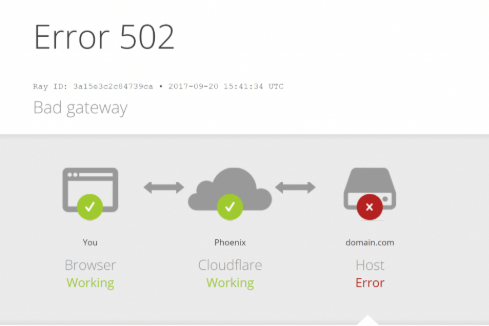 Error 502
Ray ID: 3a15e3c2c84739ca • 2017-09-20 15:41:34 UTC
Bad gateway
You
Phoenix
domain.com
Browser
Cloudflare
Host
Working
Working
Error